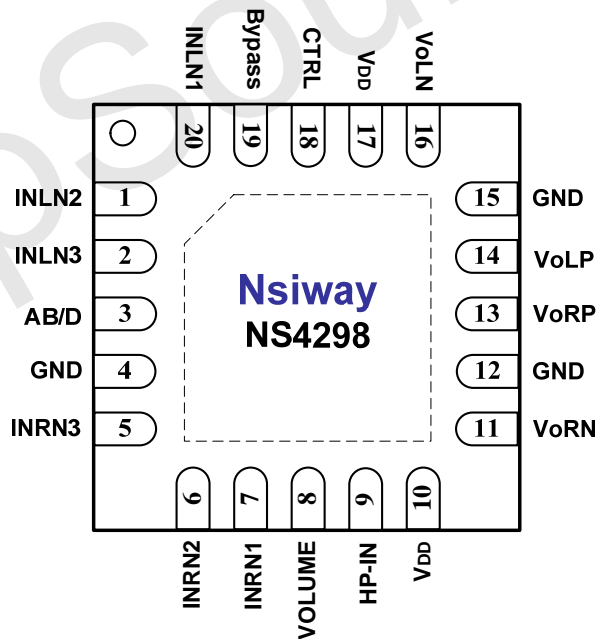 INLN1
Bypass
CTRL
VDD
VoLN
20
19
18
17
16
INLN2 1
INLN3 2
AB/D 3
GND 4
INRN3 5
Nsiway
NS4298
15 GND
14 VoLP
13 VoRP
12 GND
11 VoRN
6
7
8
9
10
INRN2
INRN1
VOLUME
HP-IN
VDD